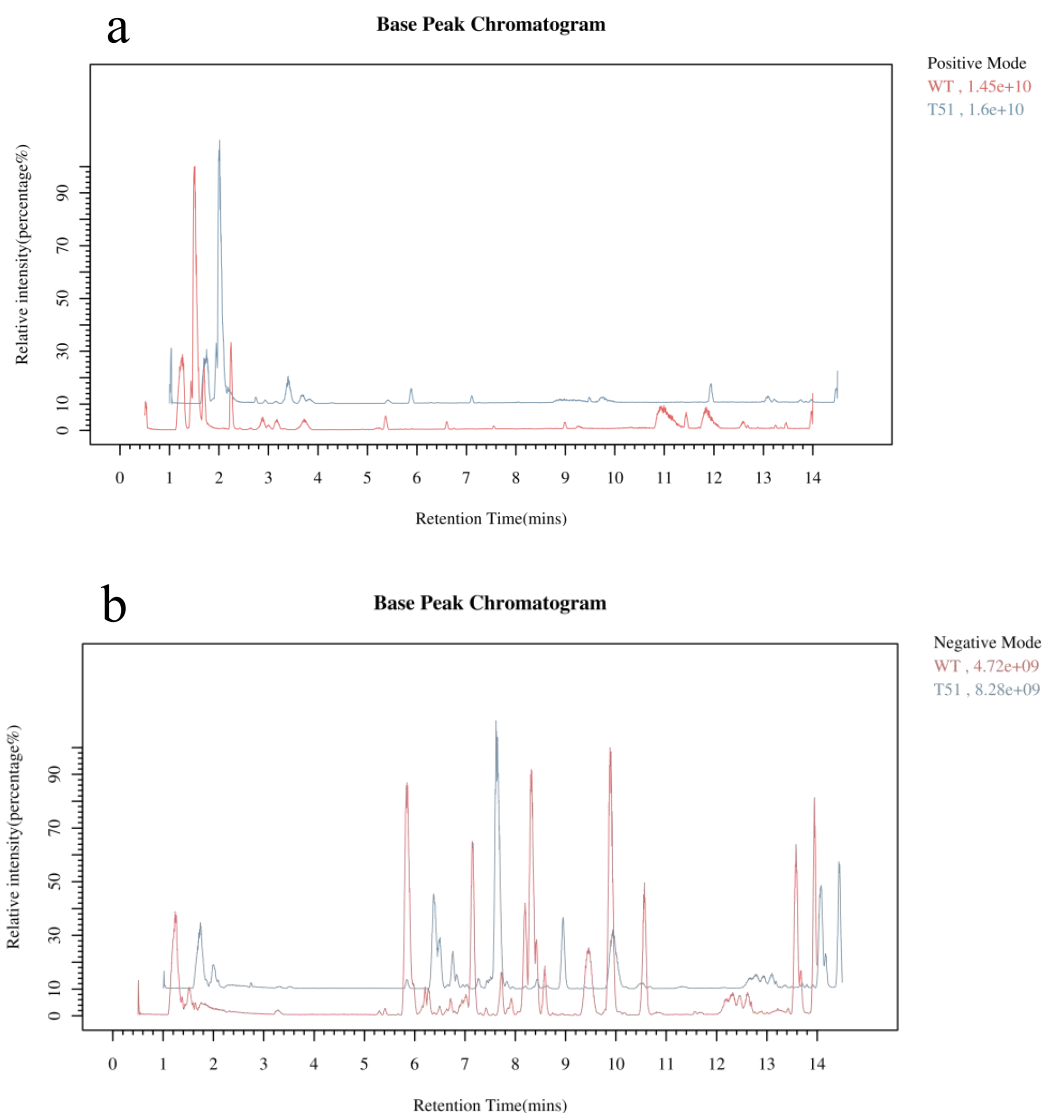 a
Base Peak Chromatogram
Positive Mode
WT , 1.45e+10
T51 , 1.6e+10
Relative intensity(percentage%)
90
70
50
30
10
0
0 1 2 3 4 5 6 7 8 9 10 11 12 13 14
Retention Time(mins)
b
Base Peak Chromatogram
Negative Mode
WT , 4.72e+09
T51 , 8.28e+09
Relative intensity(percentage%)
90
70
50
30
10
0
0 1 2 3 4 5 6 7 8 9 10 11 12 13 14
Retention Time(mins)